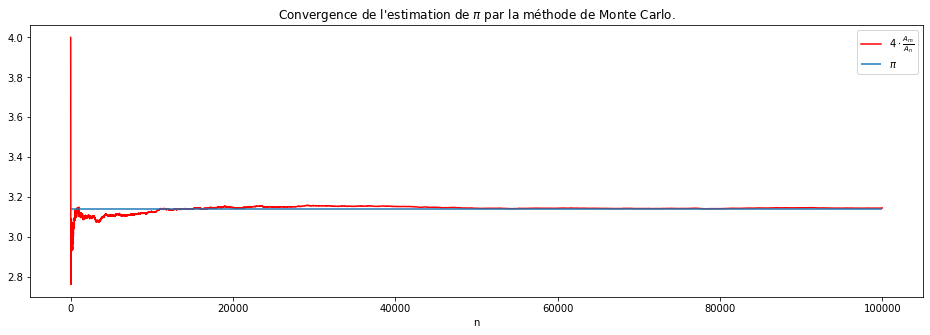 Convergence de l'estimation de π par la méthode de Monte Carlo.
4 · A_m/A_n
π
4.0
3.8
3.6
3.4
3.2
3.0
2.8
0 20000 40000 60000 80000 100000
n